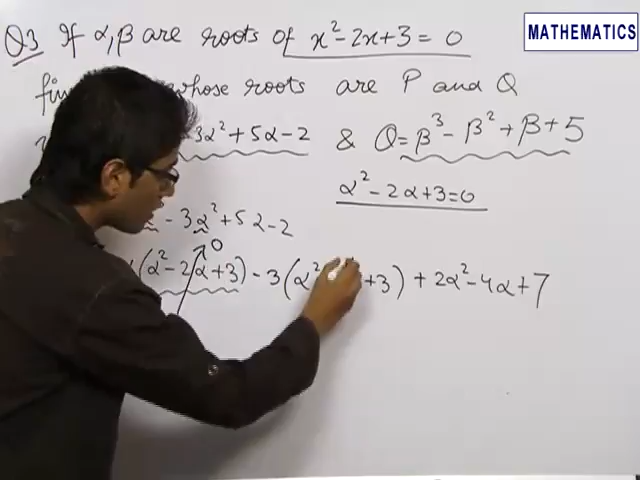 MATHEMATICS
Q3 If α,β are roots of x²-2x+3=0
whose roots are P and Q
3α²+5α-2 & Q=β³-β²+β+5
α²-2α+3=0
-3α²+5α-2
0
(α²-2α+3) -3(α² +3) +2α²-4α+7